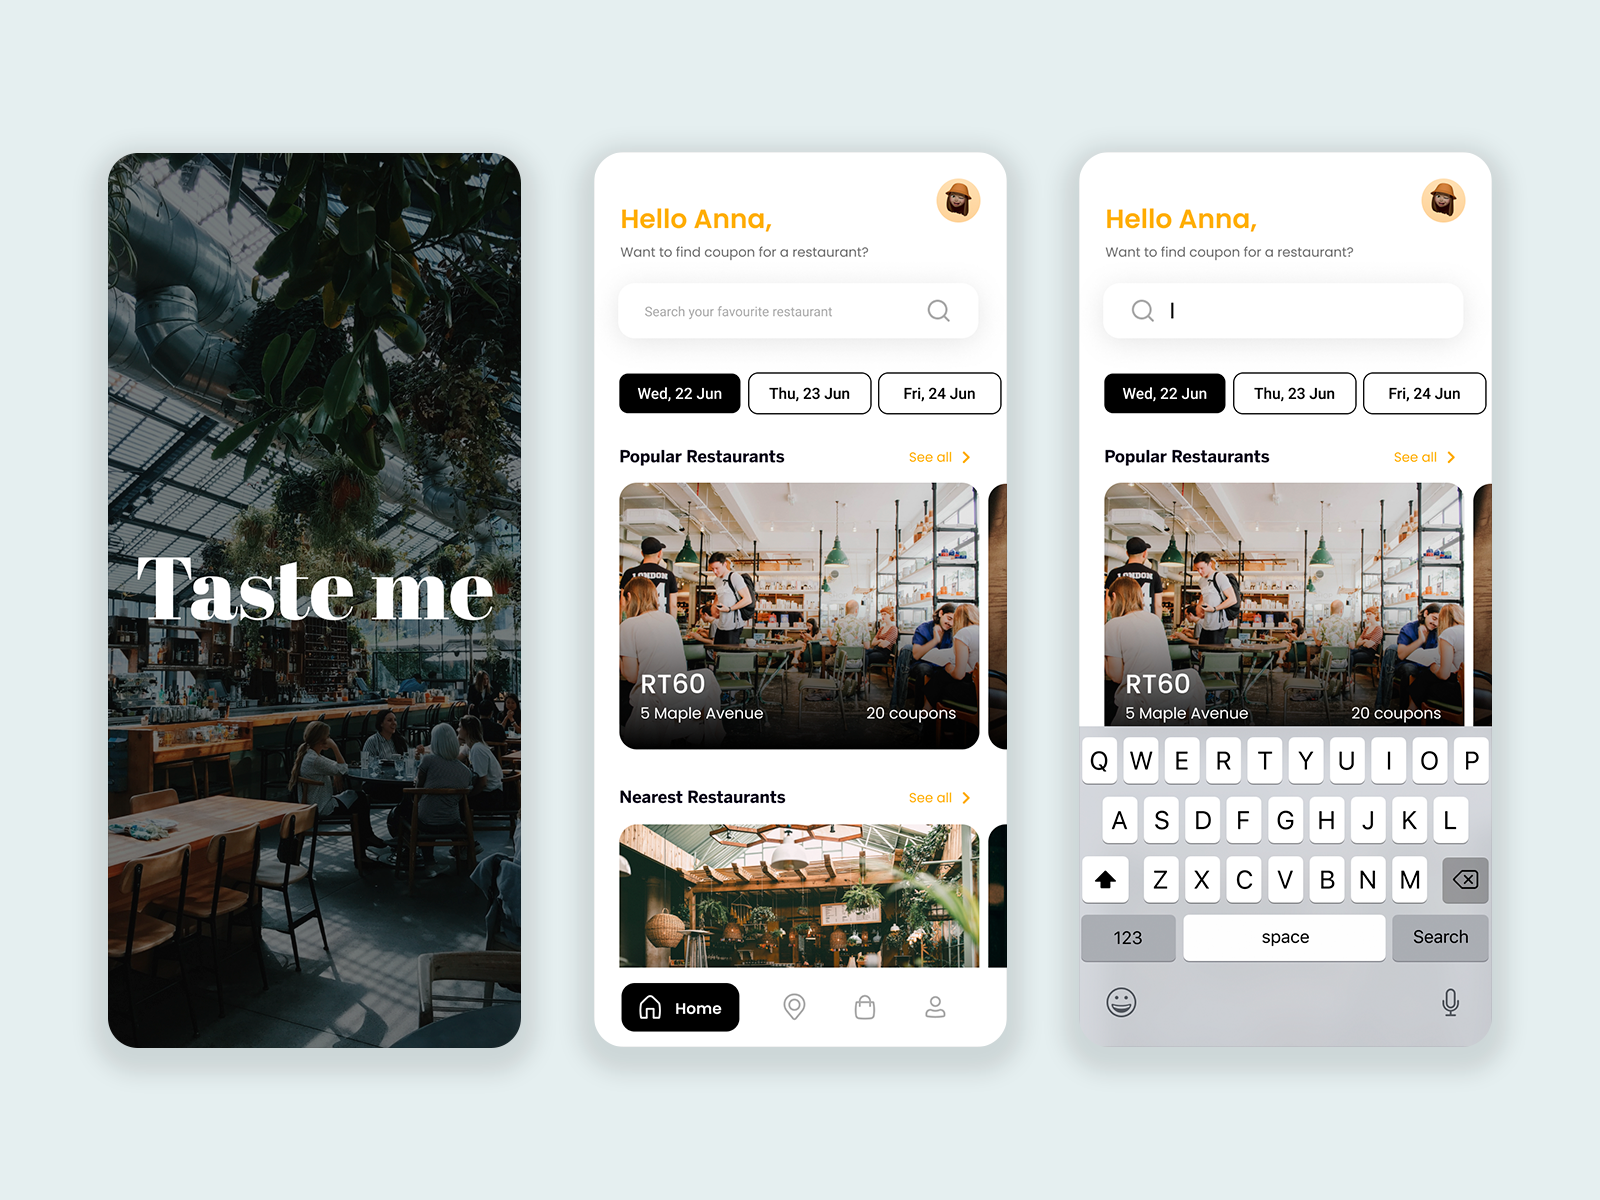 Taste me
Hello Anna,
Want to find coupon for a restaurant?
Search your favourite restaurant
Wed, 22 Jun
Thu, 23 Jun
Fri, 24 Jun
Popular Restaurants
See all
LONDON
RT60
5 Maple Avenue
20 coupons
Nearest Restaurants
See all
Home
Hello Anna,
Want to find coupon for a restaurant?
Wed, 22 Jun
Thu, 23 Jun
Fri, 24 Jun
Popular Restaurants
See all
LONDON
RT60
5 Maple Avenue
20 coupons
Q W E R T Y U I O P
A S D F G H J K L
Z X C V B N M
123
space
Search